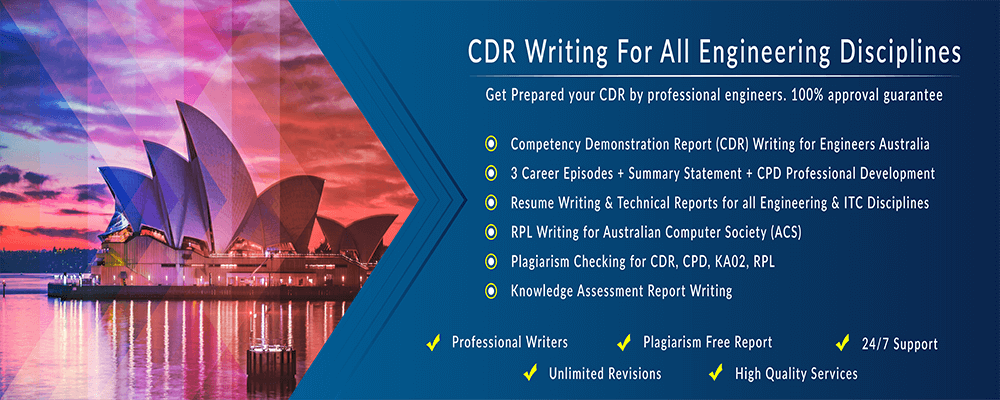 CDR Writing For All Engineering Disciplines
Get Prepared your CDR by professional engineers. 100% approval guarantee
Competency Demonstration Report (CDR) Writing for Engineers Australia
3 Career Episodes + Summary Statement + CPD Professional Development
Resume Writing & Technical Reports for all Engineering & ITC Disciplines
RPL Writing for Australian Computer Society (ACS)
Plagiarism Checking for CDR, CPD, KA02, RPL
Knowledge Assessment Report Writing
Professional Writers Plagiarism Free Report 24/7 Support
Unlimited Revisions High Quality Services